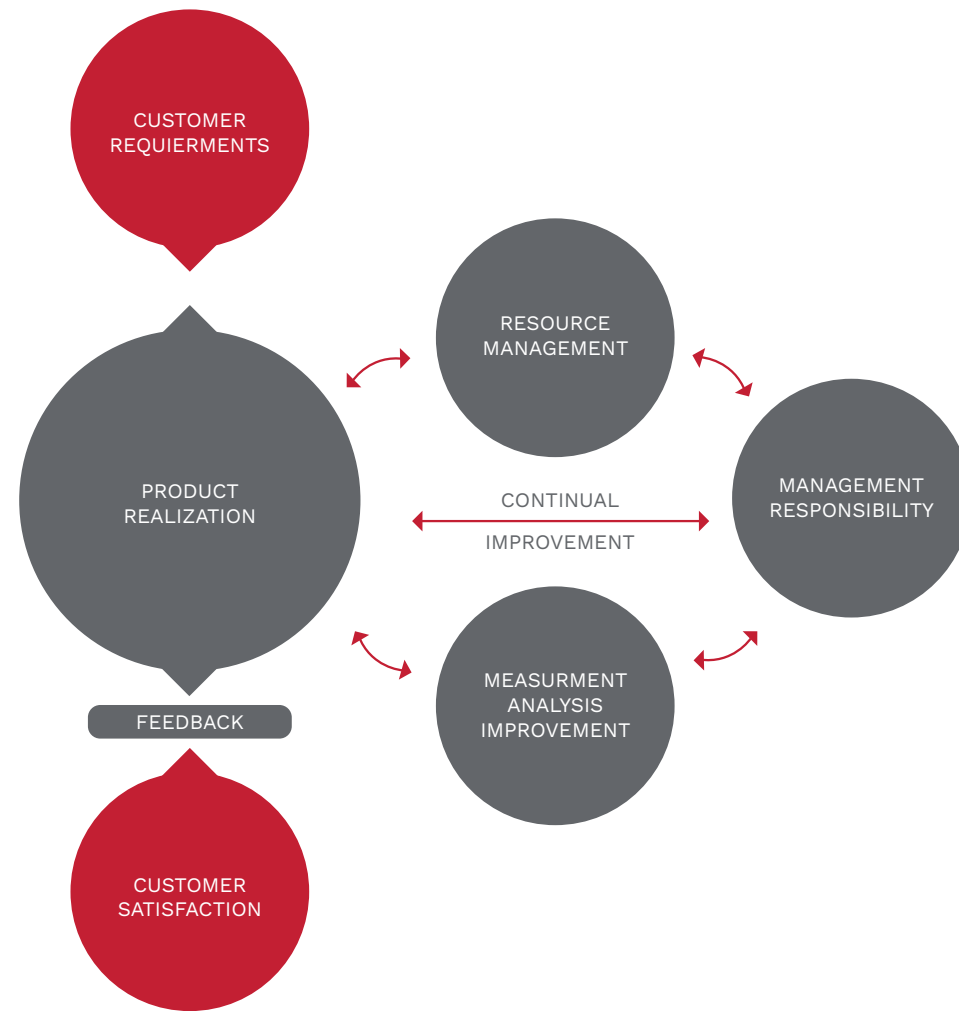 CUSTOMER
REQUIERMENTS
RESOURCE
MANAGEMENT
PRODUCT
REALIZATION
CONTINUAL
IMPROVEMENT
MANAGEMENT
RESPONSIBILITY
MEASURMENT
ANALYSIS
IMPROVEMENT
FEEDBACK
CUSTOMER
SATISFACTION